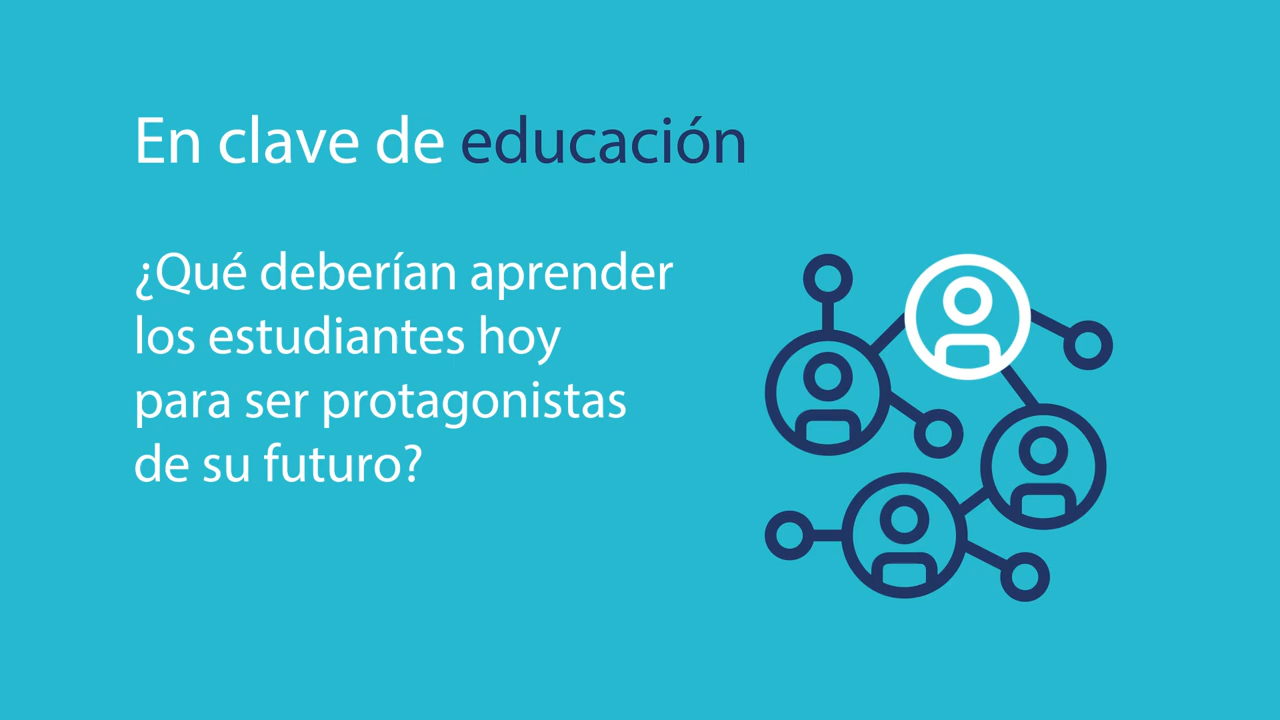 En clave de educación
¿Qué deberían aprender
los estudiantes hoy
para ser protagonistas
de su futuro?